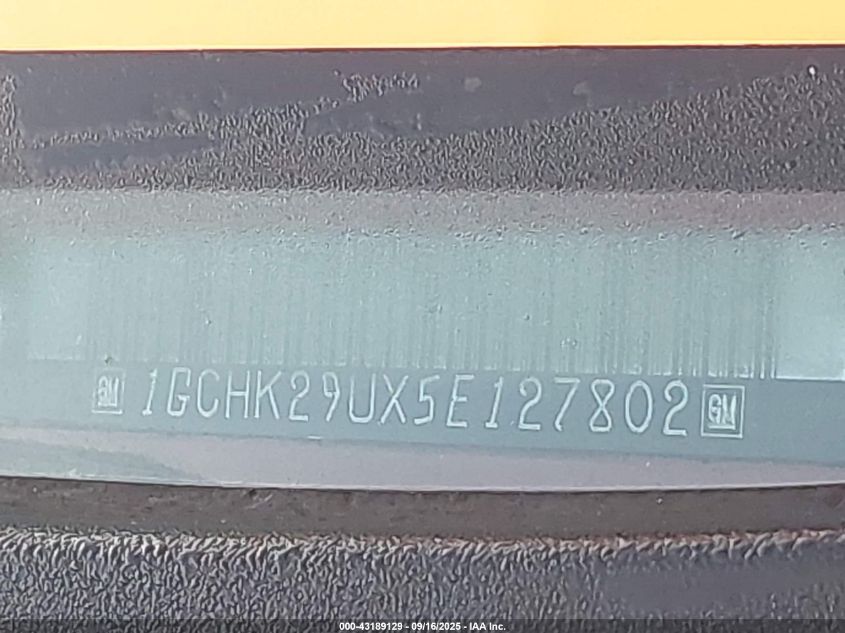 GM 1GCHK29UX5E127802 GM
000-43189129 - 09/16/2025 - IAA Inc.